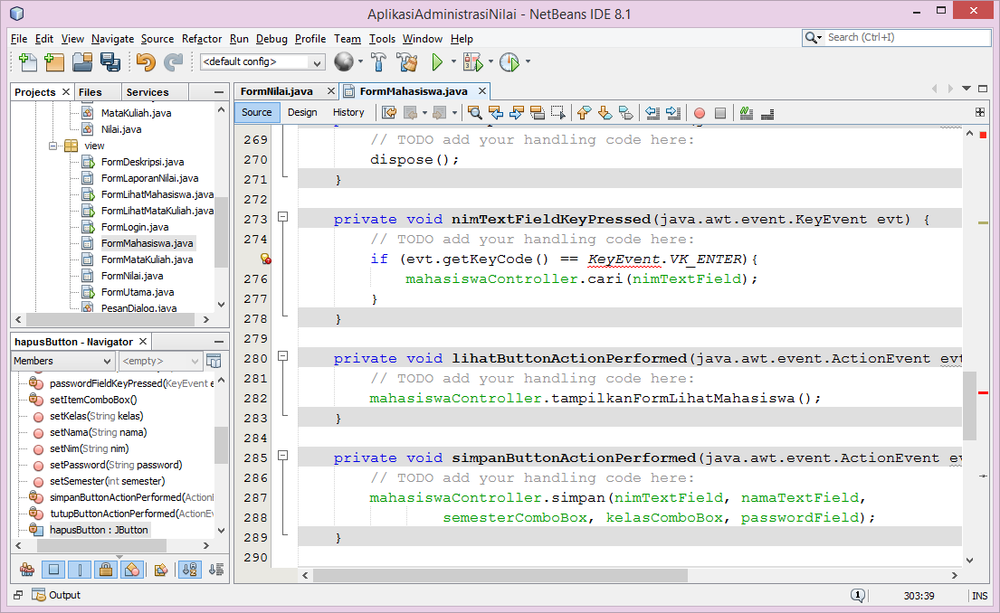 AplikasiAdministrasiNilai - NetBeans IDE 8.1
File Edit View Navigate Source Refactor Run Debug Profile Team Tools Window Help
Search (Ctrl+I)
<default config>
Projects Files Services
MataKuliah.java
Nilai.java
view
FormDeskripsi.java
FormLaporanNilai.java
FormLihatMahasiswa.java
FormLihatMataKuliah.java
FormLogin.java
FormMahasiswa.java
FormMataKuliah.java
FormNilai.java
FormUtama.java
PesanDialog.java
hapusButton - Navigator
Members <empty>
passwordFieldKeyPressed(KeyEvent e
setItemComboBox()
setKelas(String kelas)
setNama(String nama)
setNim(String nim)
setPassword(String password)
setSemester(int semester)
simpanButtonActionPerformed(Action
tutupButtonActionPerformed(ActionEv
hapusButton : JButton
FormNilai.java FormMahasiswa.java
Source Design History
269 // TODO add your handling code here:
270 dispose();
271 }
272
273 private void nimTextFieldKeyPressed(java.awt.event.KeyEvent evt) {
274 // TODO add your handling code here:
if (evt.getKeyCode() == KeyEvent.VK_ENTER){
276 mahasiswaController.cari(nimTextField);
277 }
278 }
279
280 private void lihatButtonActionPerformed(java.awt.event.ActionEvent evt
281 // TODO add your handling code here:
282 mahasiswaController.tampilkanFormLihatMahasiswa();
283 }
284
285 private void simpanButtonActionPerformed(java.awt.event.ActionEvent ev
286 // TODO add your handling code here:
287 mahasiswaController.simpan(nimTextField, namaTextField,
288 semesterComboBox, kelasComboBox, passwordField);
289 }
290
Output
1
303:39 INS